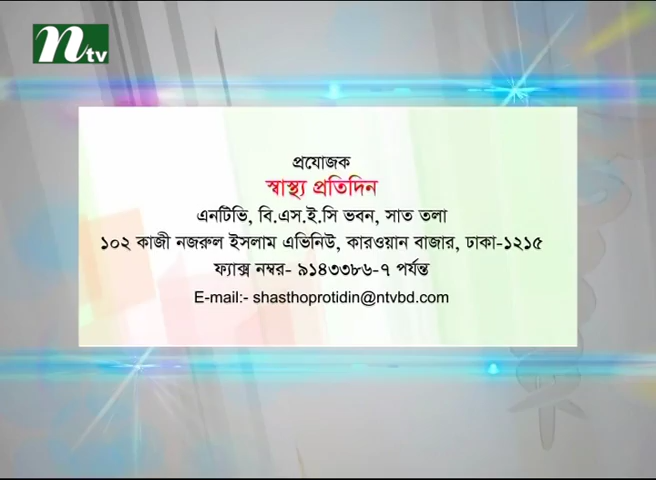 ntv
প্রযোজক
স্বাস্থ্য প্রতিদিন
এনটিভি, বি.এস.ই.সি ভবন, সাত তলা
১০২ কাজী নজরুল ইসলাম এভিনিউ, কারওয়ান বাজার, ঢাকা-১২১৫
ফ্যাক্স নম্বর- ৯১৪৩৩৮৬-৭ পর্যন্ত
E-mail:- shasthoprotidin@ntvbd.com